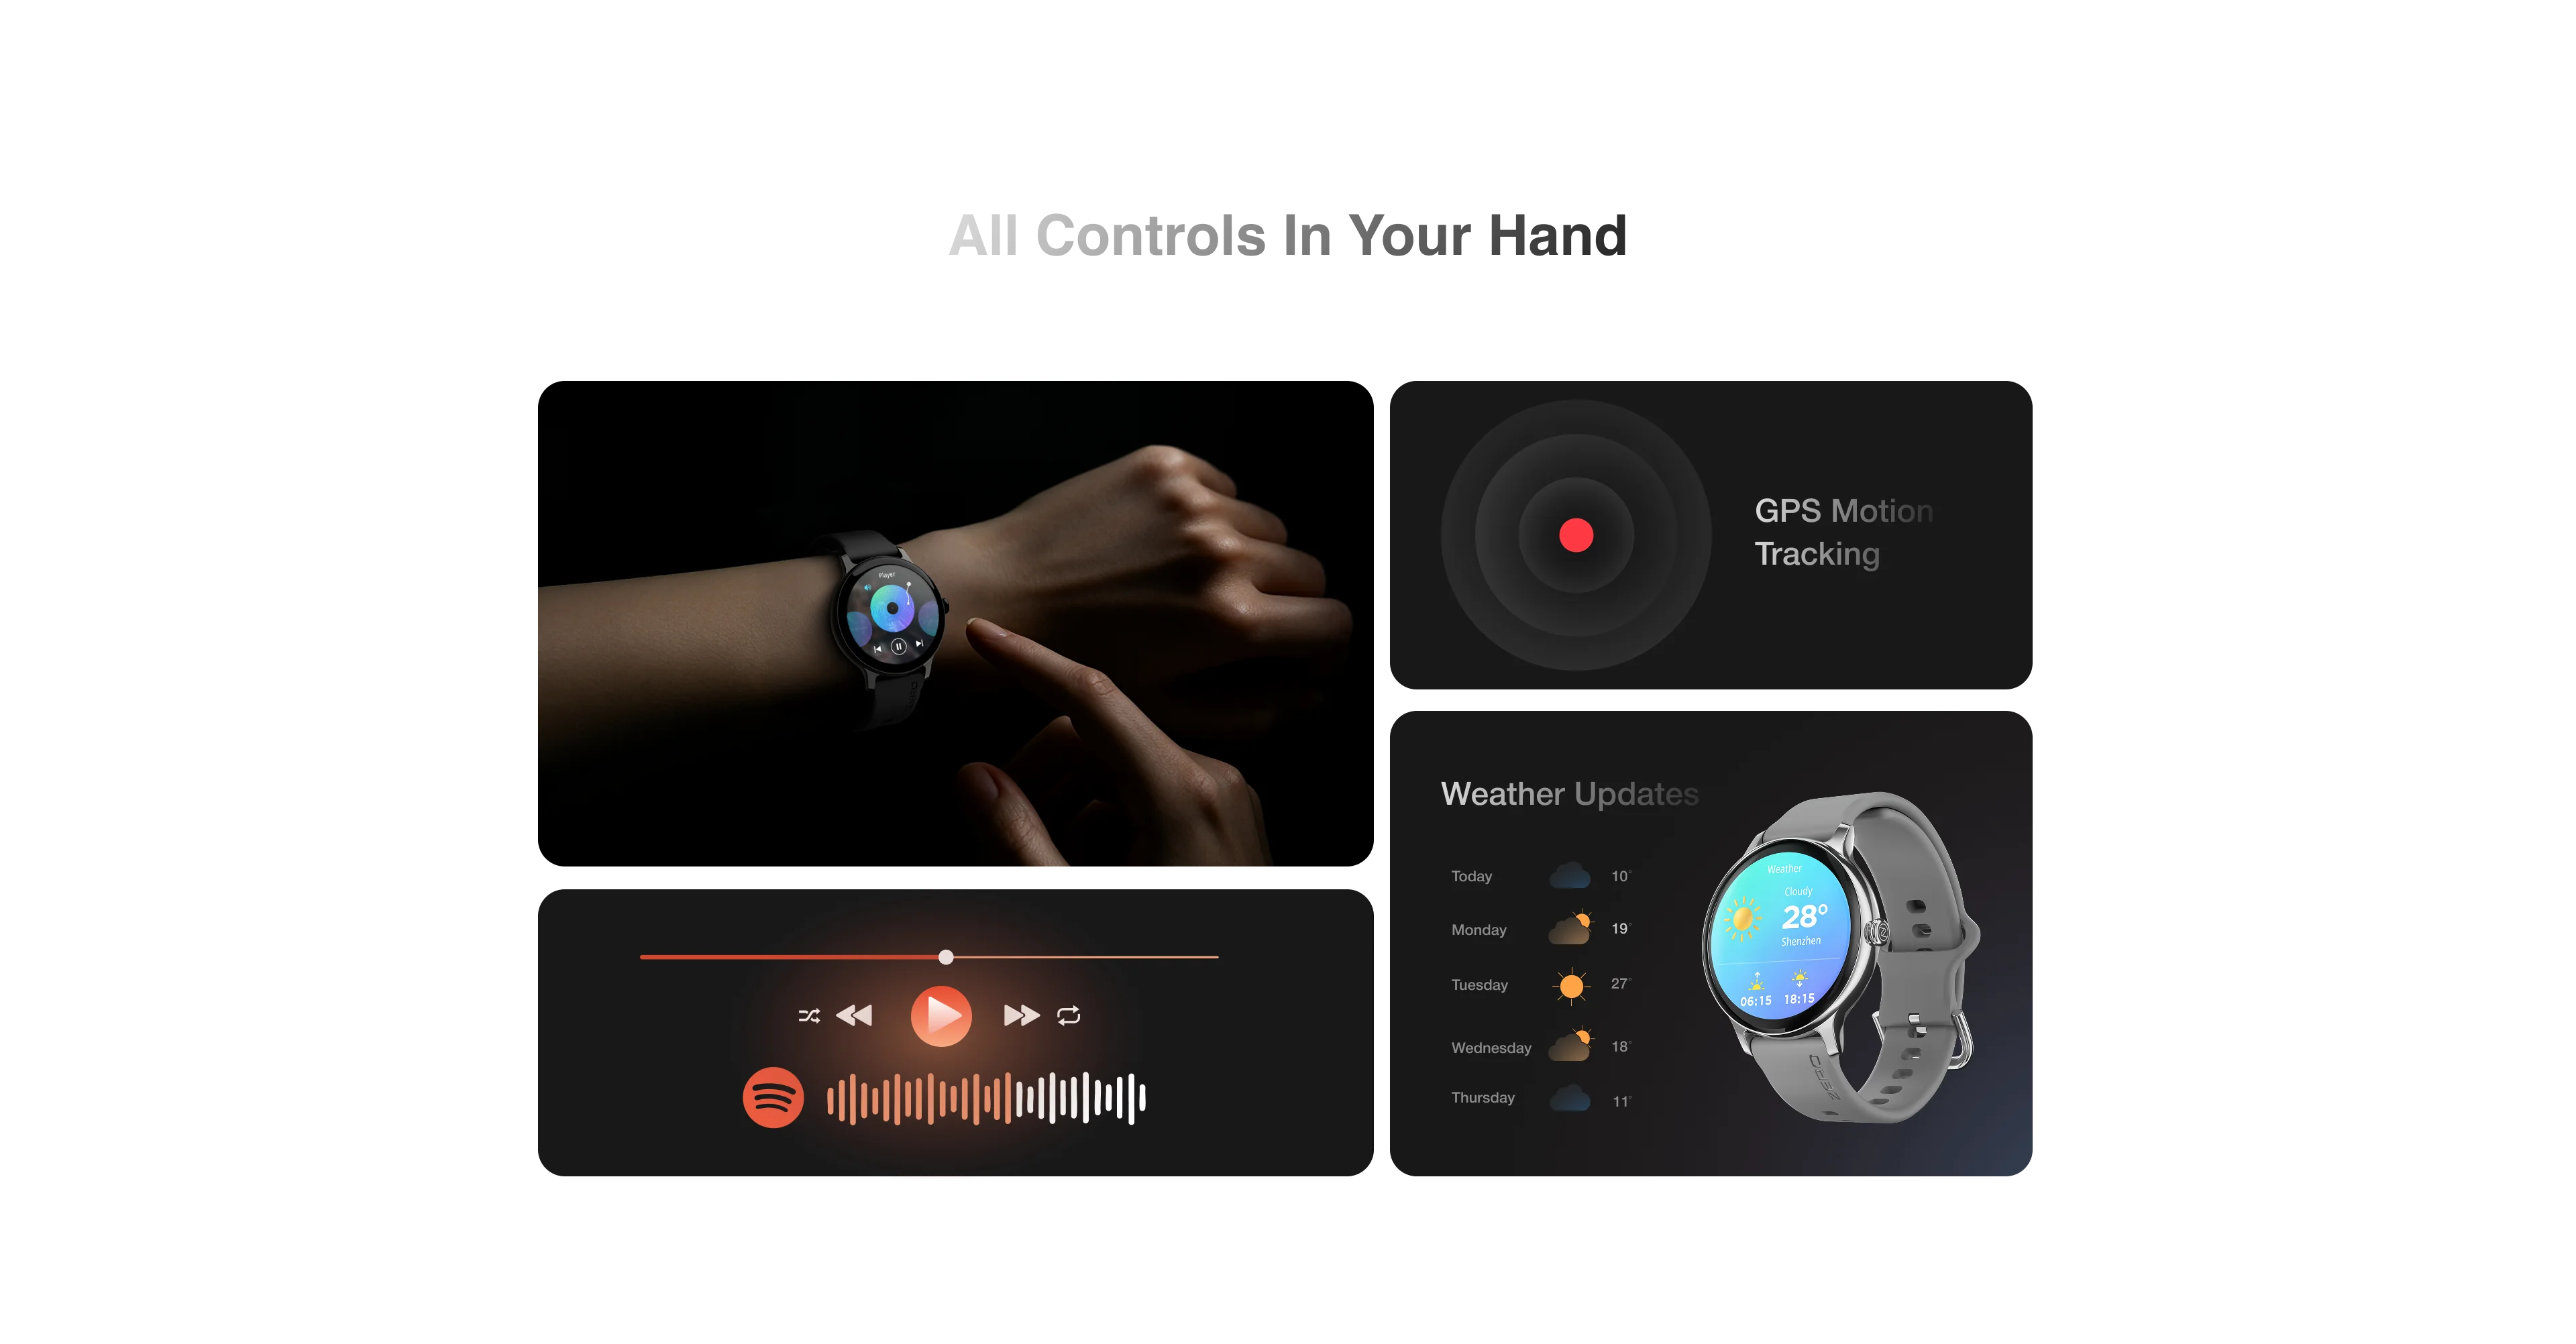 All Controls In Your Hand
Player
GPS Motion
Tracking
Weather Updates
Today 10°
Monday 19°
Tuesday 27°
Wednesday 18°
Thursday 11°
Weather
Cloudy
28°
Shenzhen
06:15 18:15